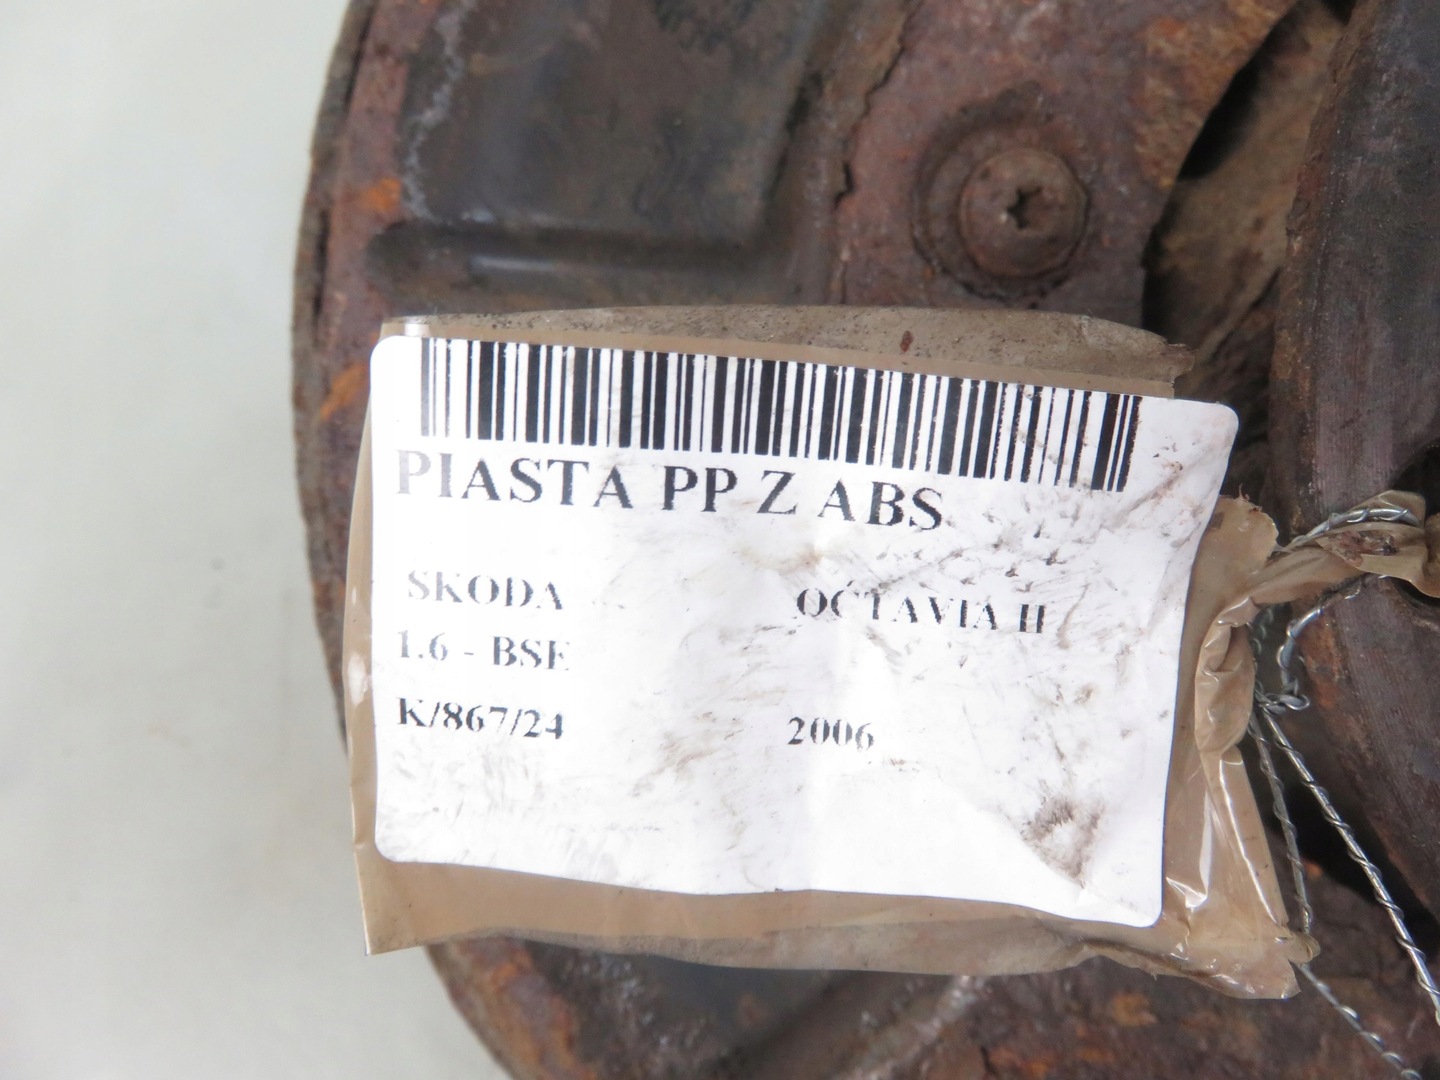 PIASTA PP Z ABS
SKODA OCTAVIA II
1.6 - BSE
K/867/24 2006